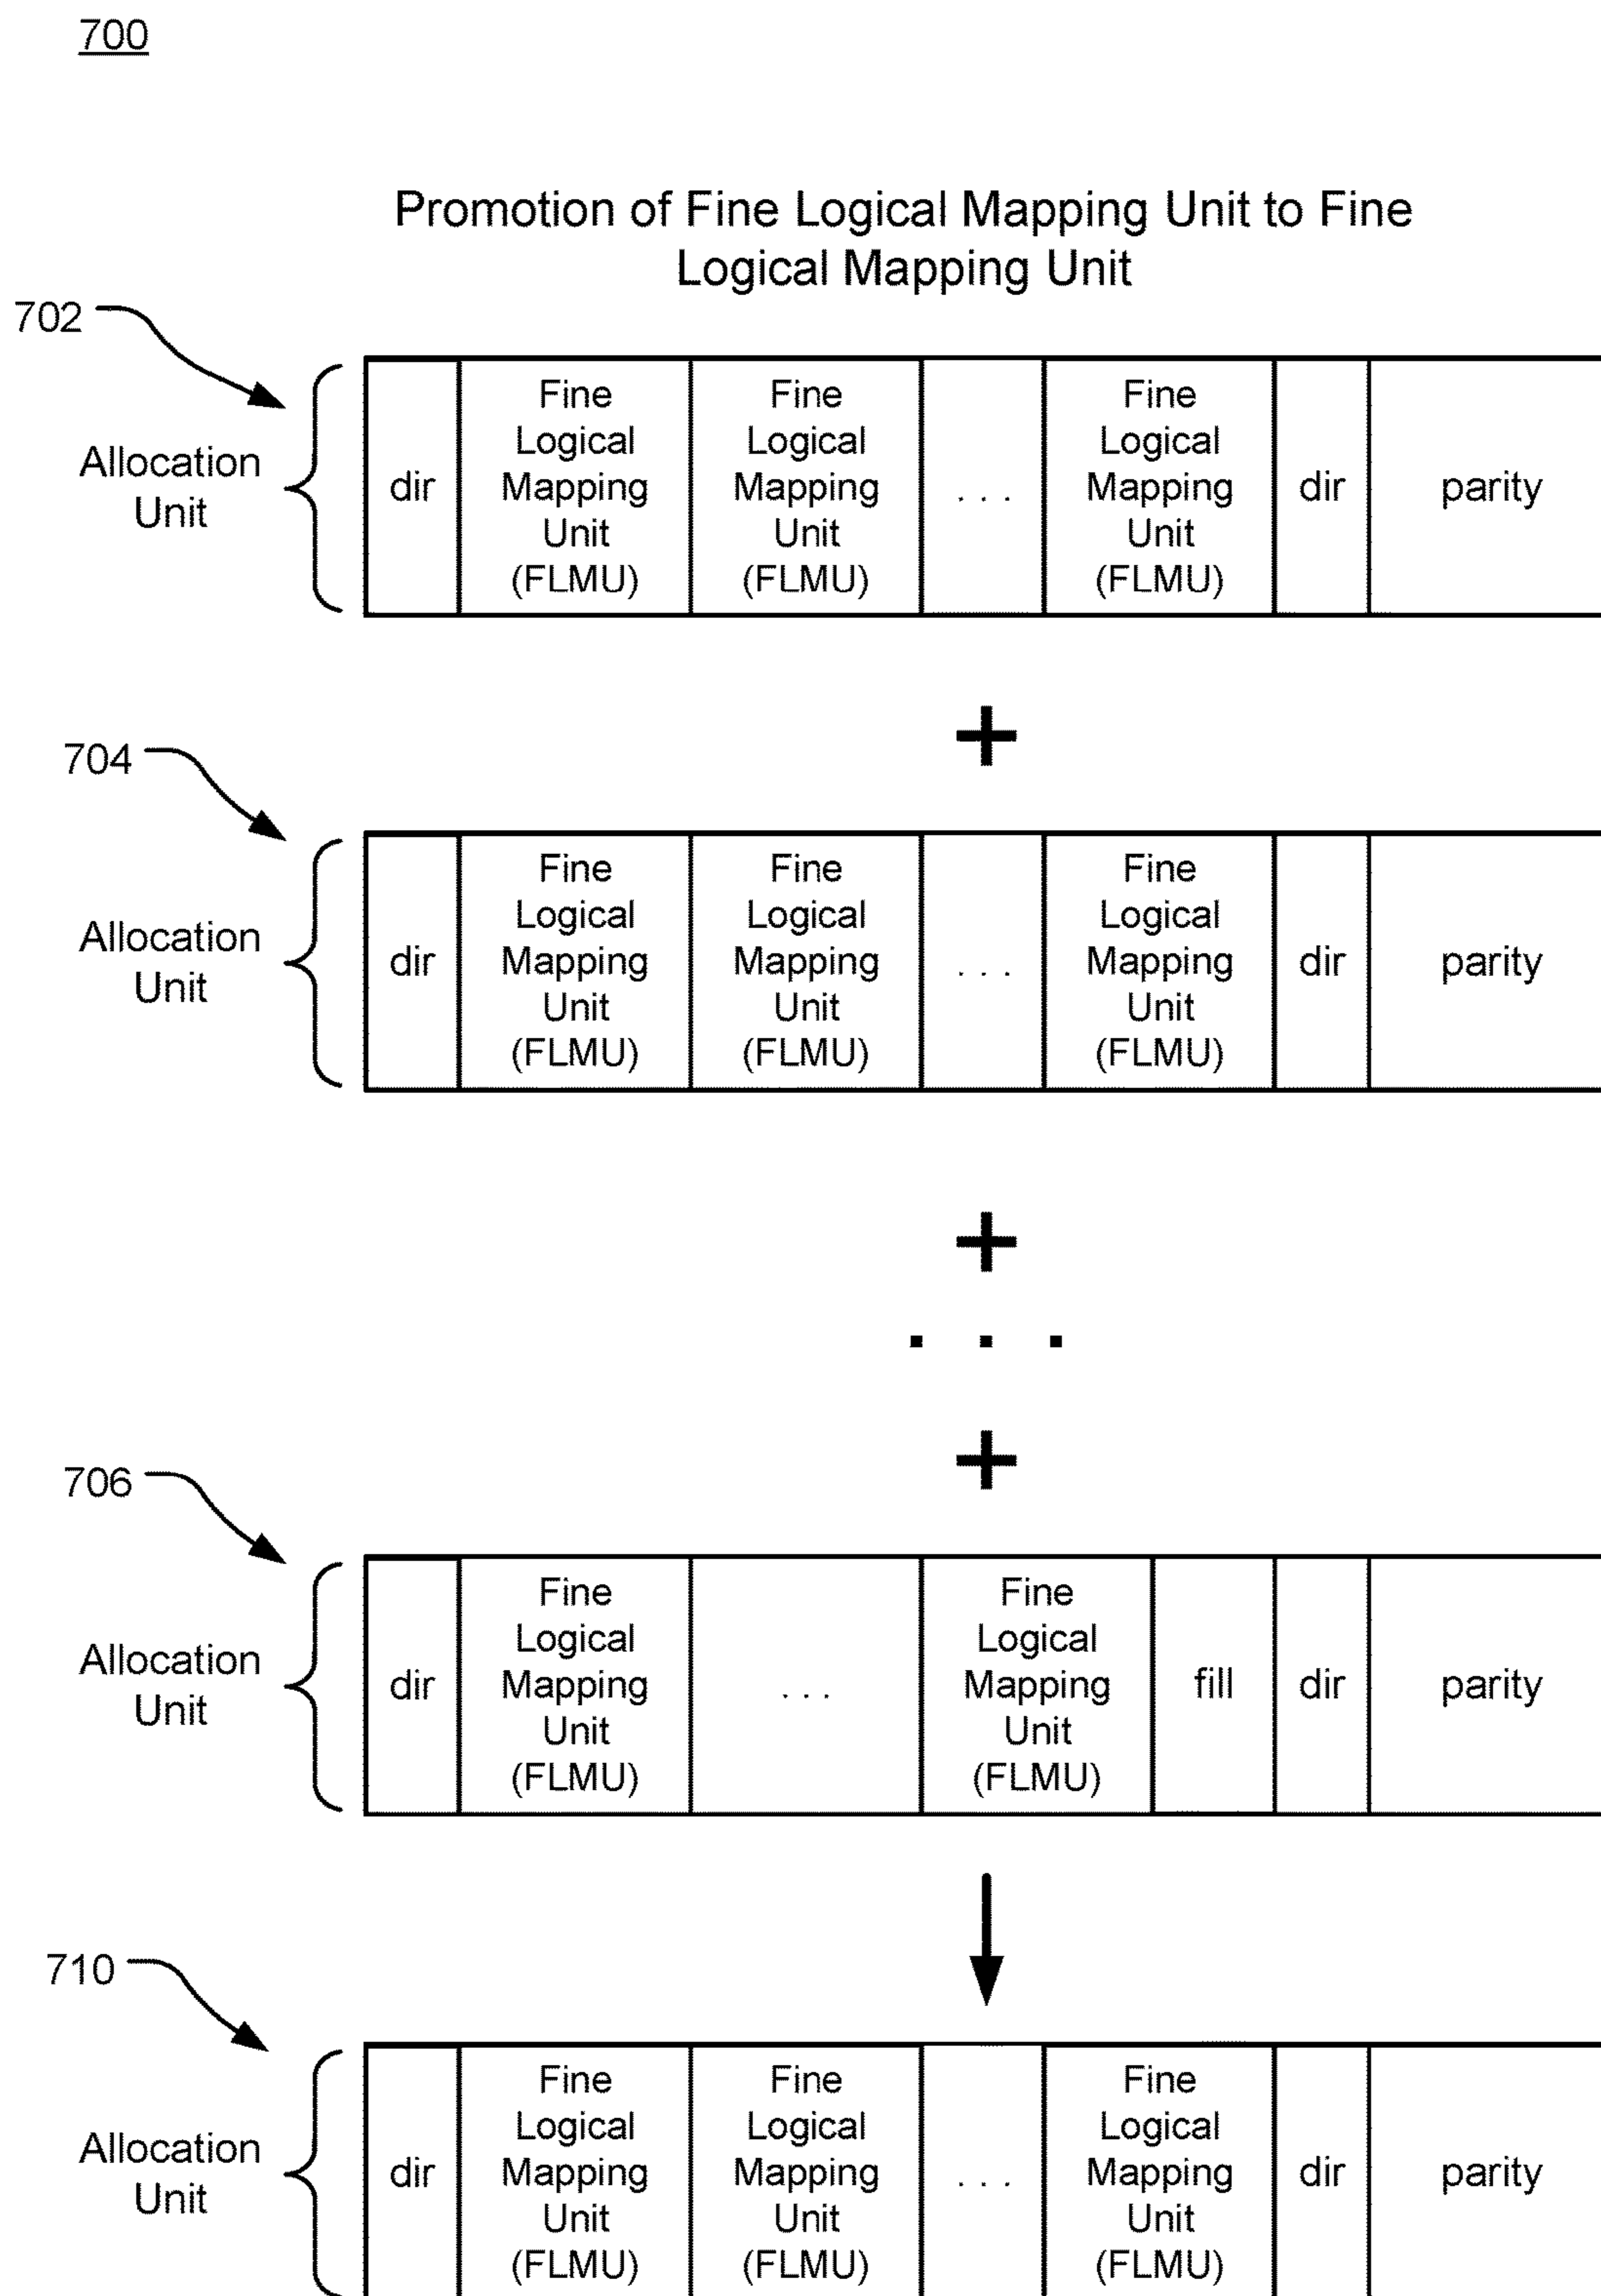 700
Promotion of Fine Logical Mapping Unit to Fine
Logical Mapping Unit
702
Allocation
Unit
dir
Fine
Logical
Mapping
Unit
(FLMU)
Fine
Logical
Mapping
Unit
(FLMU)
. . .
Fine
Logical
Mapping
Unit
(FLMU)
dir
parity
+
704
Allocation
Unit
dir
Fine
Logical
Mapping
Unit
(FLMU)
Fine
Logical
Mapping
Unit
(FLMU)
. . .
Fine
Logical
Mapping
Unit
(FLMU)
dir
parity
+
. . .
+
706
Allocation
Unit
dir
Fine
Logical
Mapping
Unit
(FLMU)
. . .
Fine
Logical
Mapping
Unit
(FLMU)
fill
dir
parity
710
Allocation
Unit
dir
Fine
Logical
Mapping
Unit
(FLMU)
Fine
Logical
Mapping
Unit
(FLMU)
. . .
Fine
Logical
Mapping
Unit
(FLMU)
dir
parity